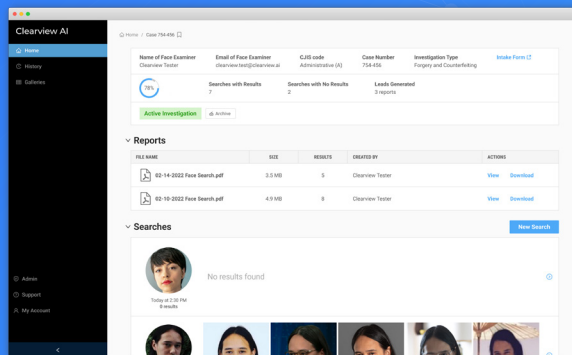 Clearview AI
Home
History
Galleries
Admin
Support
My Account
Home / Case 754-456
Name of Face Examiner
Clearview Tester
Email of Face Examiner
clearview.test@clearview.ai
CJIS code
Administrative (A)
Case Number
754-456
Investigation Type
Forgery and Counterfeiting
Intake Form
78%
Searches with Results
7
Searches with No Results
2
Leads Generated
3 reports
Active Investigation
Archive
Reports
FILE NAME SIZE RESULTS CREATED BY ACTIONS
02-14-2022 Face Search.pdf 3.5 MB 5 Clearview Tester View Download
02-10-2022 Face Search.pdf 4.9 MB 8 Clearview Tester View Download
Searches
New Search
No results found
Today at 2:30 PM
0 results